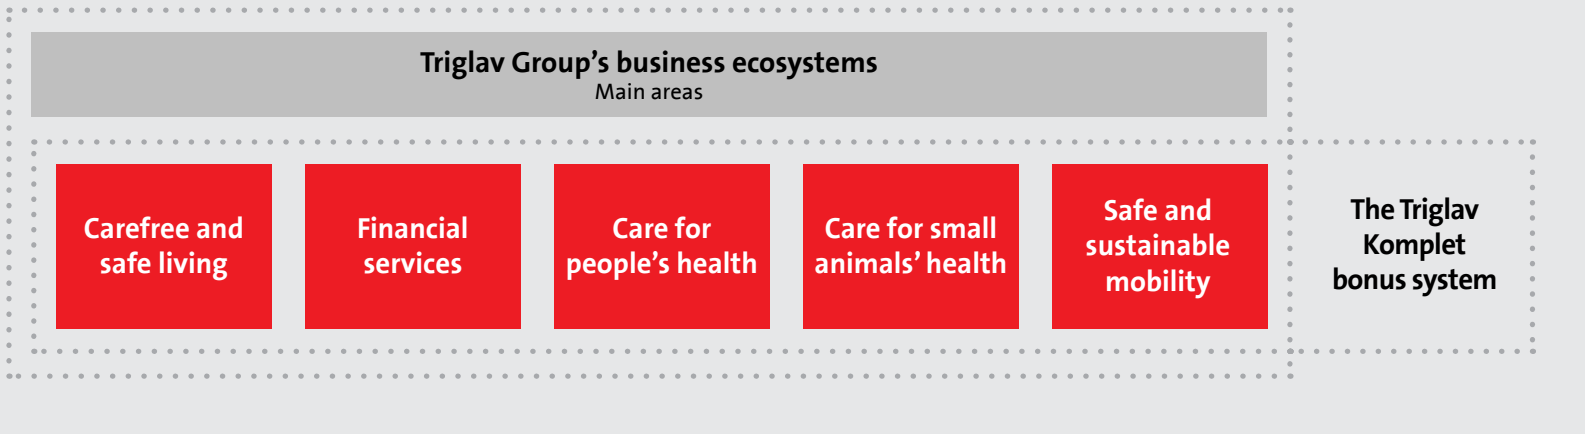 Triglav Group's business ecosystems
Main areas
Carefree and
safe living
Financial
services
Care for
people's health
Care for small
animals' health
Safe and
sustainable
mobility
The Triglav
Komplet
bonus system